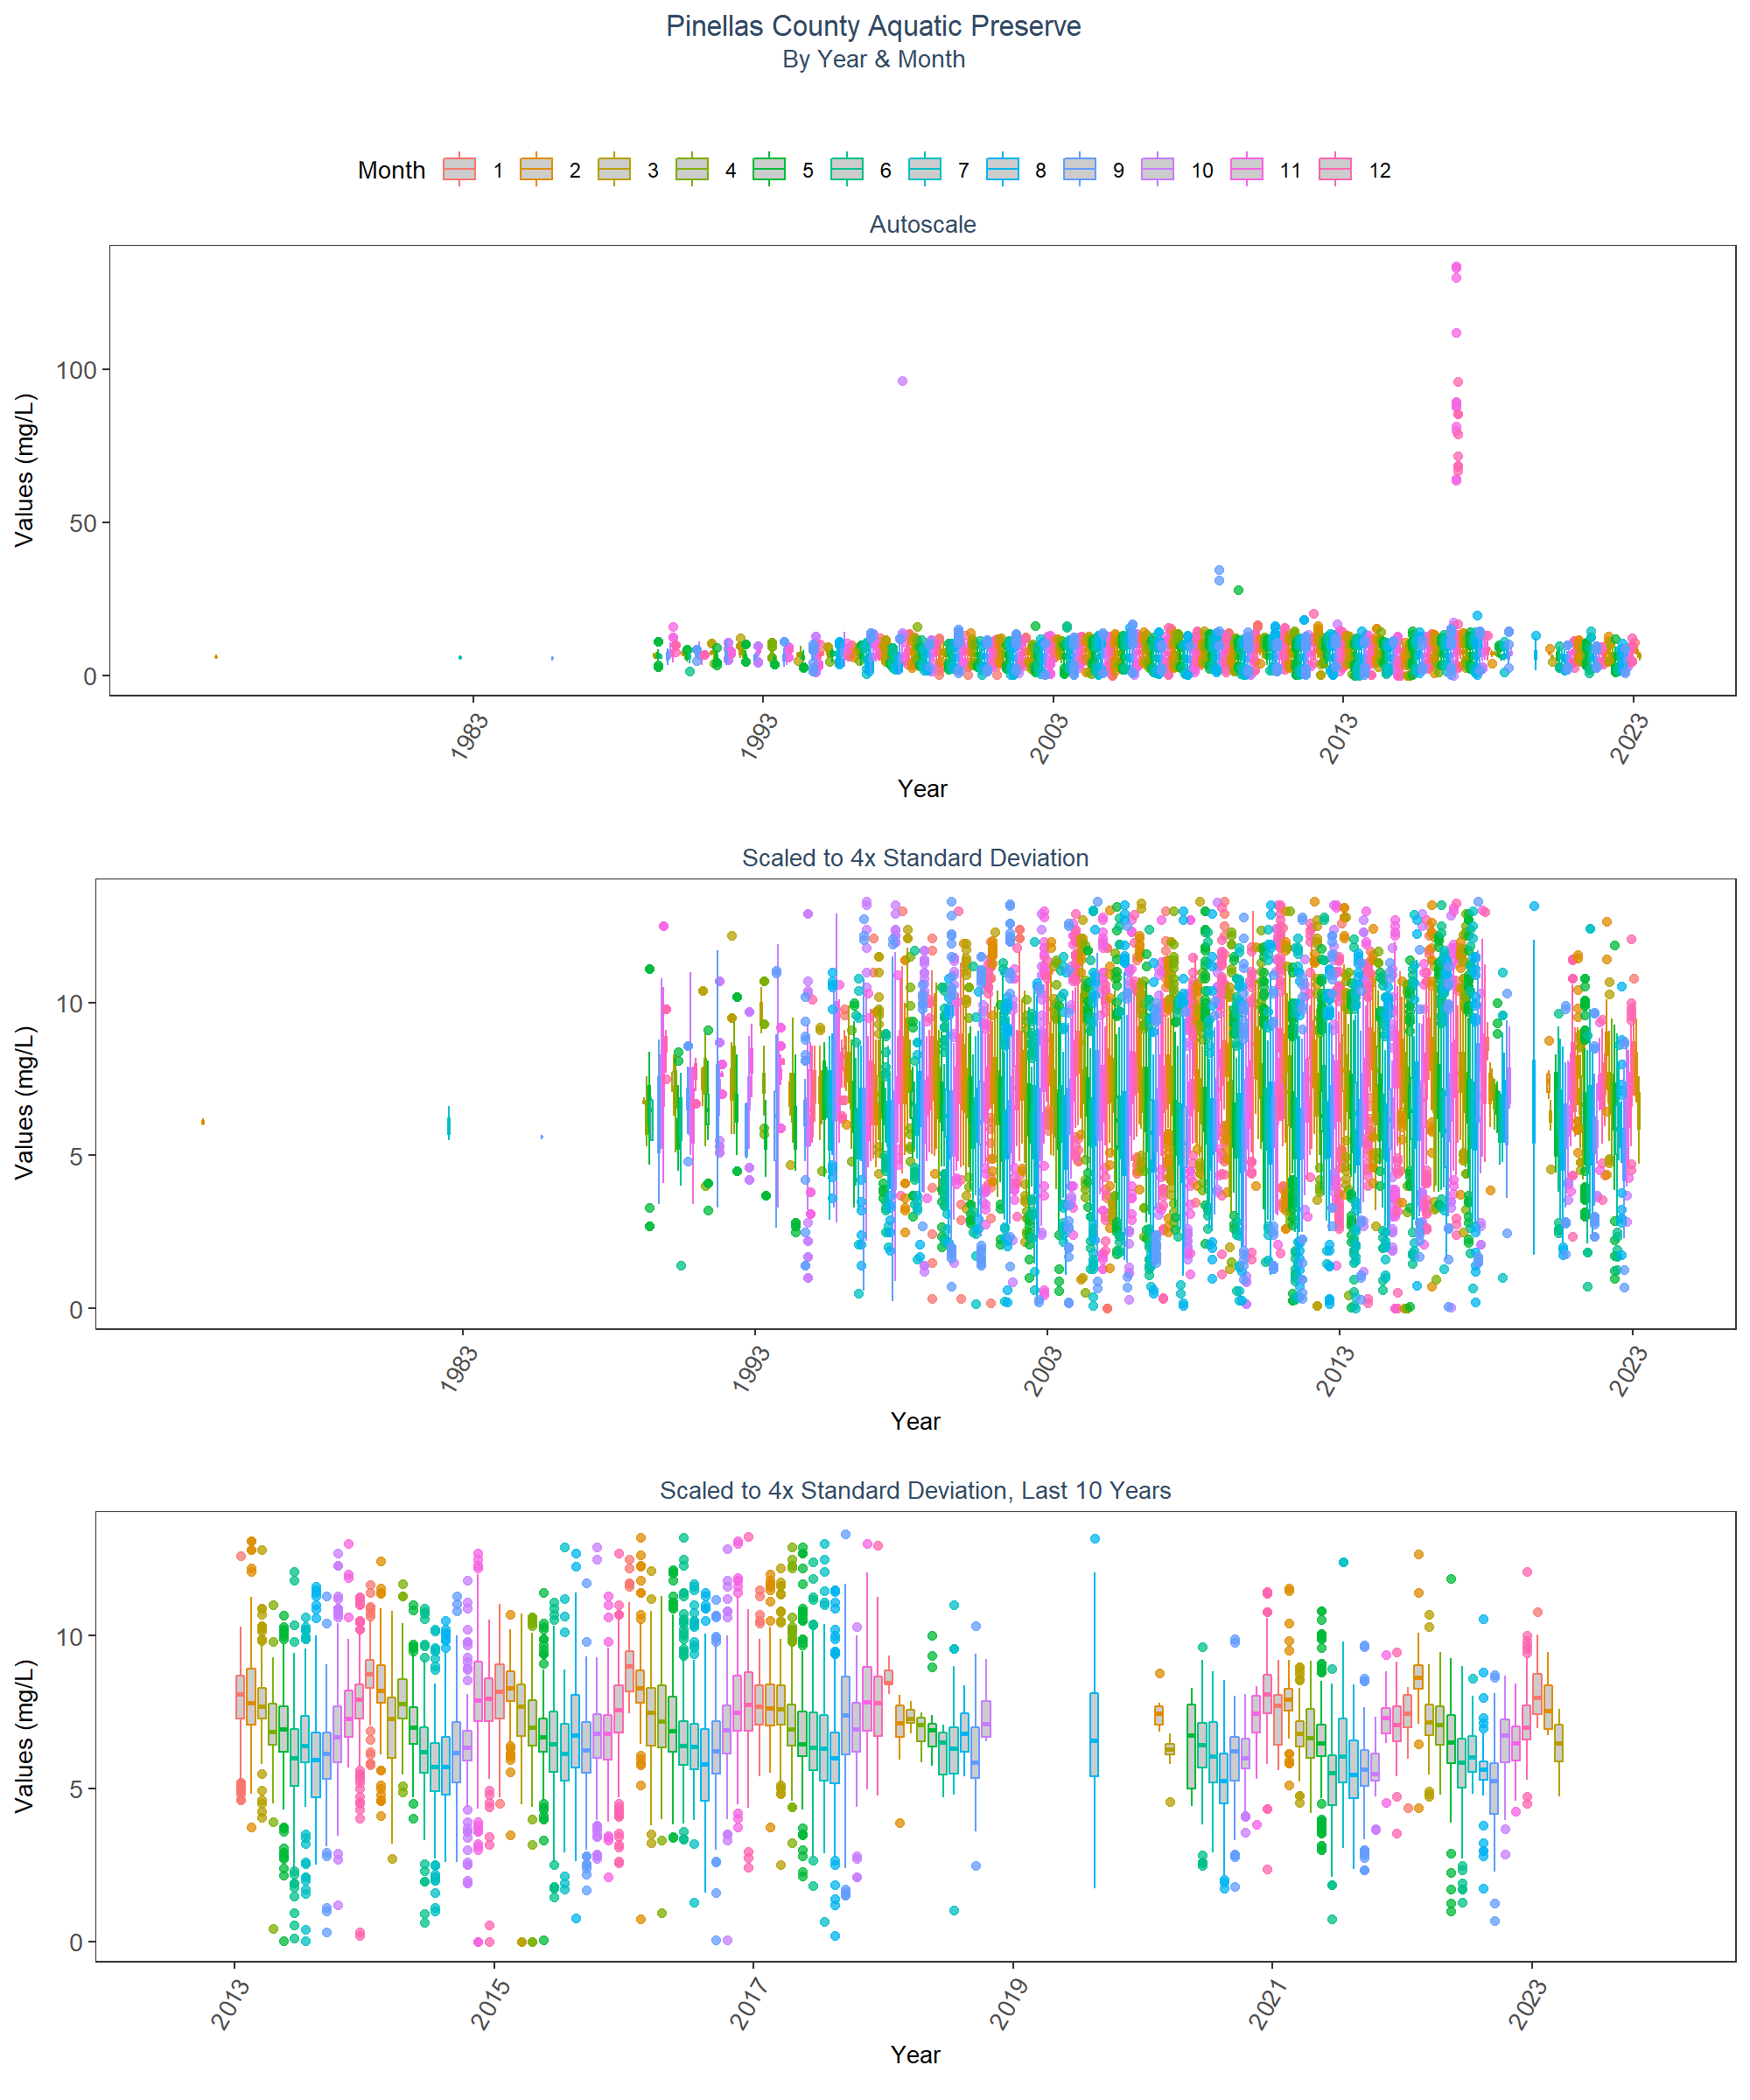 Pinellas County Aquatic Preserve
By Year & Month
Month 1 2 3 4 5 6 7 8 9 10 11 12
Autoscale
Values (mg/L)
100
50
0
1983 1993 2003 2013 2023
Year
Scaled to 4x Standard Deviation
Values (mg/L)
10
5
0
1983 1993 2003 2013 2023
Year
Scaled to 4x Standard Deviation, Last 10 Years
Values (mg/L)
10
5
0
2013 2015 2017 2019 2021 2023
Year